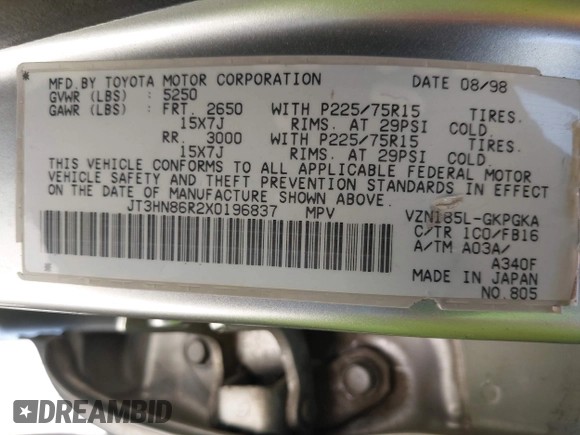 MFD.BY TOYOTA MOTOR CORPORATION DATE 08/98
GVWR (LBS) : 5250
GAWR (LBS) : FRT. 2650 WITH P225/75R15 TIRES.
15X7J RIMS. AT 29PSI COLD.
RR. 3000 WITH P225/75R15 TIRES.
15X7J RIMS. AT 29PSI COLD.
THIS VEHICLE CONFORMS TO ALL APPLICABLE FEDERAL MOTOR
VEHICLE SAFETY AND THEFT PREVENTION STANDARDS IN EFFECT
ON THE DATE OF MANUFACTURE SHOWN ABOVE.
JT3HN86R2X0196837 MPV VZN185L-GKPGKA
C/TR 1C0/FB16
A/TM A03A/
A340F
MADE IN JAPAN
NO.805
DREAMBID